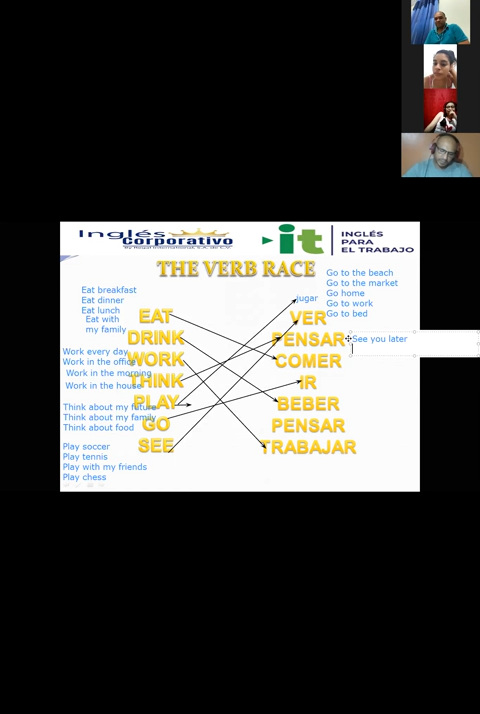 Inglés
Corporativo
it
INGLÉS
PARA
EL TRABAJO
THE VERB RACE
Eat breakfast
Eat dinner
Eat lunch
Eat with
my family
Work every day
Work in the office
Work in the morning
Work in the house
Think about my future
Think about my family
Think about food
Play soccer
Play tennis
Play with my friends
Play chess
EAT
DRINK
WORK
THINK
PLAY
GO
SEE
jugar
VER
PENSAR
COMER
IR
BEBER
PENSAR
TRABAJAR
Go to the beach
Go to the market
Go home
Go to work
Go to bed
See you later